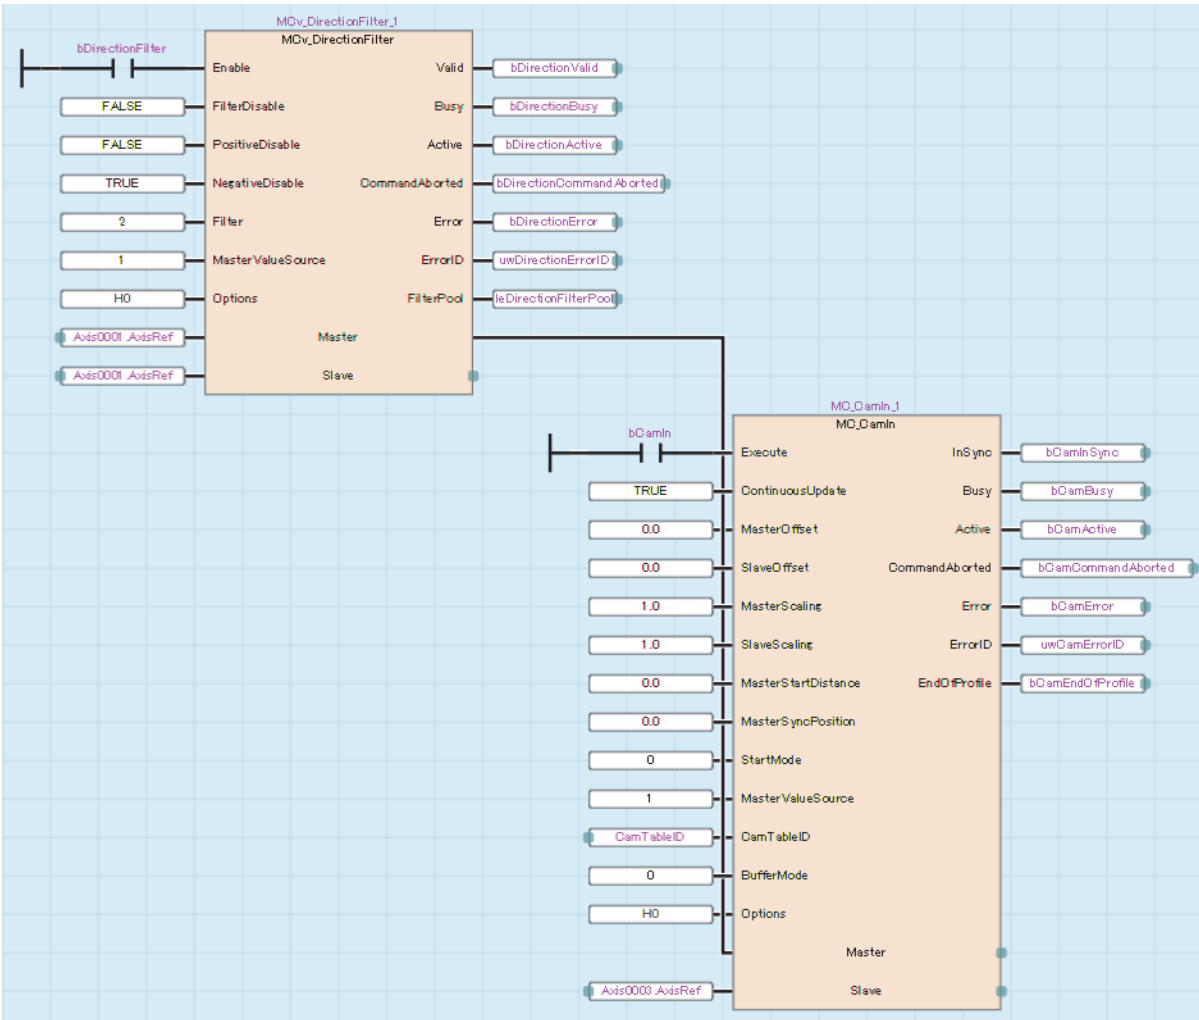 MCv_DirectionFilter_1
MCv_DirectionFilter
bDirectionFilter
Enable Valid bDirectionValid
FALSE FilterDisable Busy bDirectionBusy
FALSE PositiveDisable Active bDirectionActive
TRUE NegativeDisable CommandAborted bDirectionCommandAborted
2 Filter Error bDirectionError
1 MasterValueSource ErrorID uwDirectionErrorID
H0 Options FilterPool leDirectionFilterPool
Axis0001.AxisRef Master
Axis0001.AxisRef Slave
MC_CamIn_1
MC_CamIn
bCamIn
Execute InSync bCamInSync
TRUE ContinuousUpdate Busy bCamBusy
0.0 MasterOffset Active bCamActive
0.0 SlaveOffset CommandAborted bCamCommandAborted
1.0 MasterScaling Error bCamError
1.0 SlaveScaling ErrorID uwCamErrorID
0.0 MasterStartDistance EndOfProfile bCamEndOfProfile
0.0 MasterSyncPosition
0 StartMode
1 MasterValueSource
CamTableID CamTableID
0 BufferMode
H0 Options
Master
Axis0003.AxisRef Slave